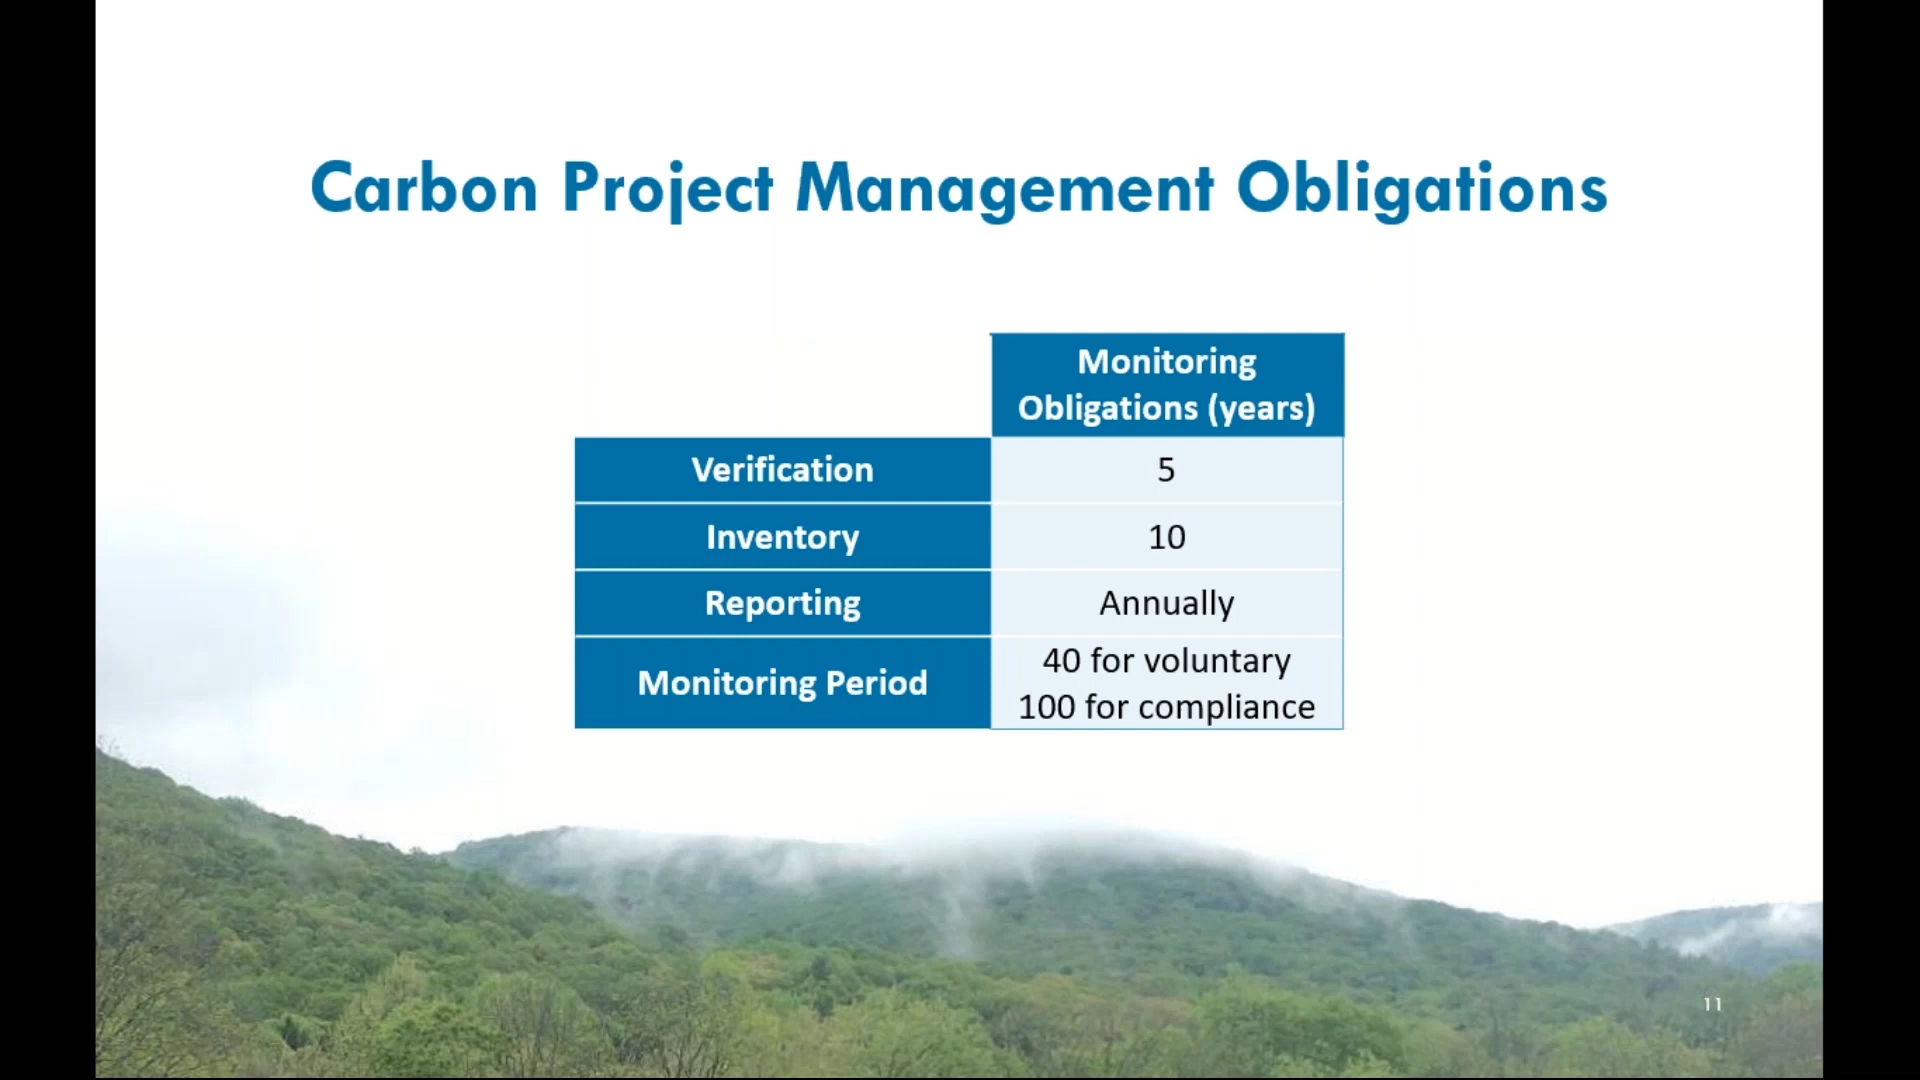 Carbon Project Management Obligations
Monitoring
Obligations (years)
Verification 5
Inventory 10
Reporting Annually
Monitoring Period 40 for voluntary
100 for compliance
11